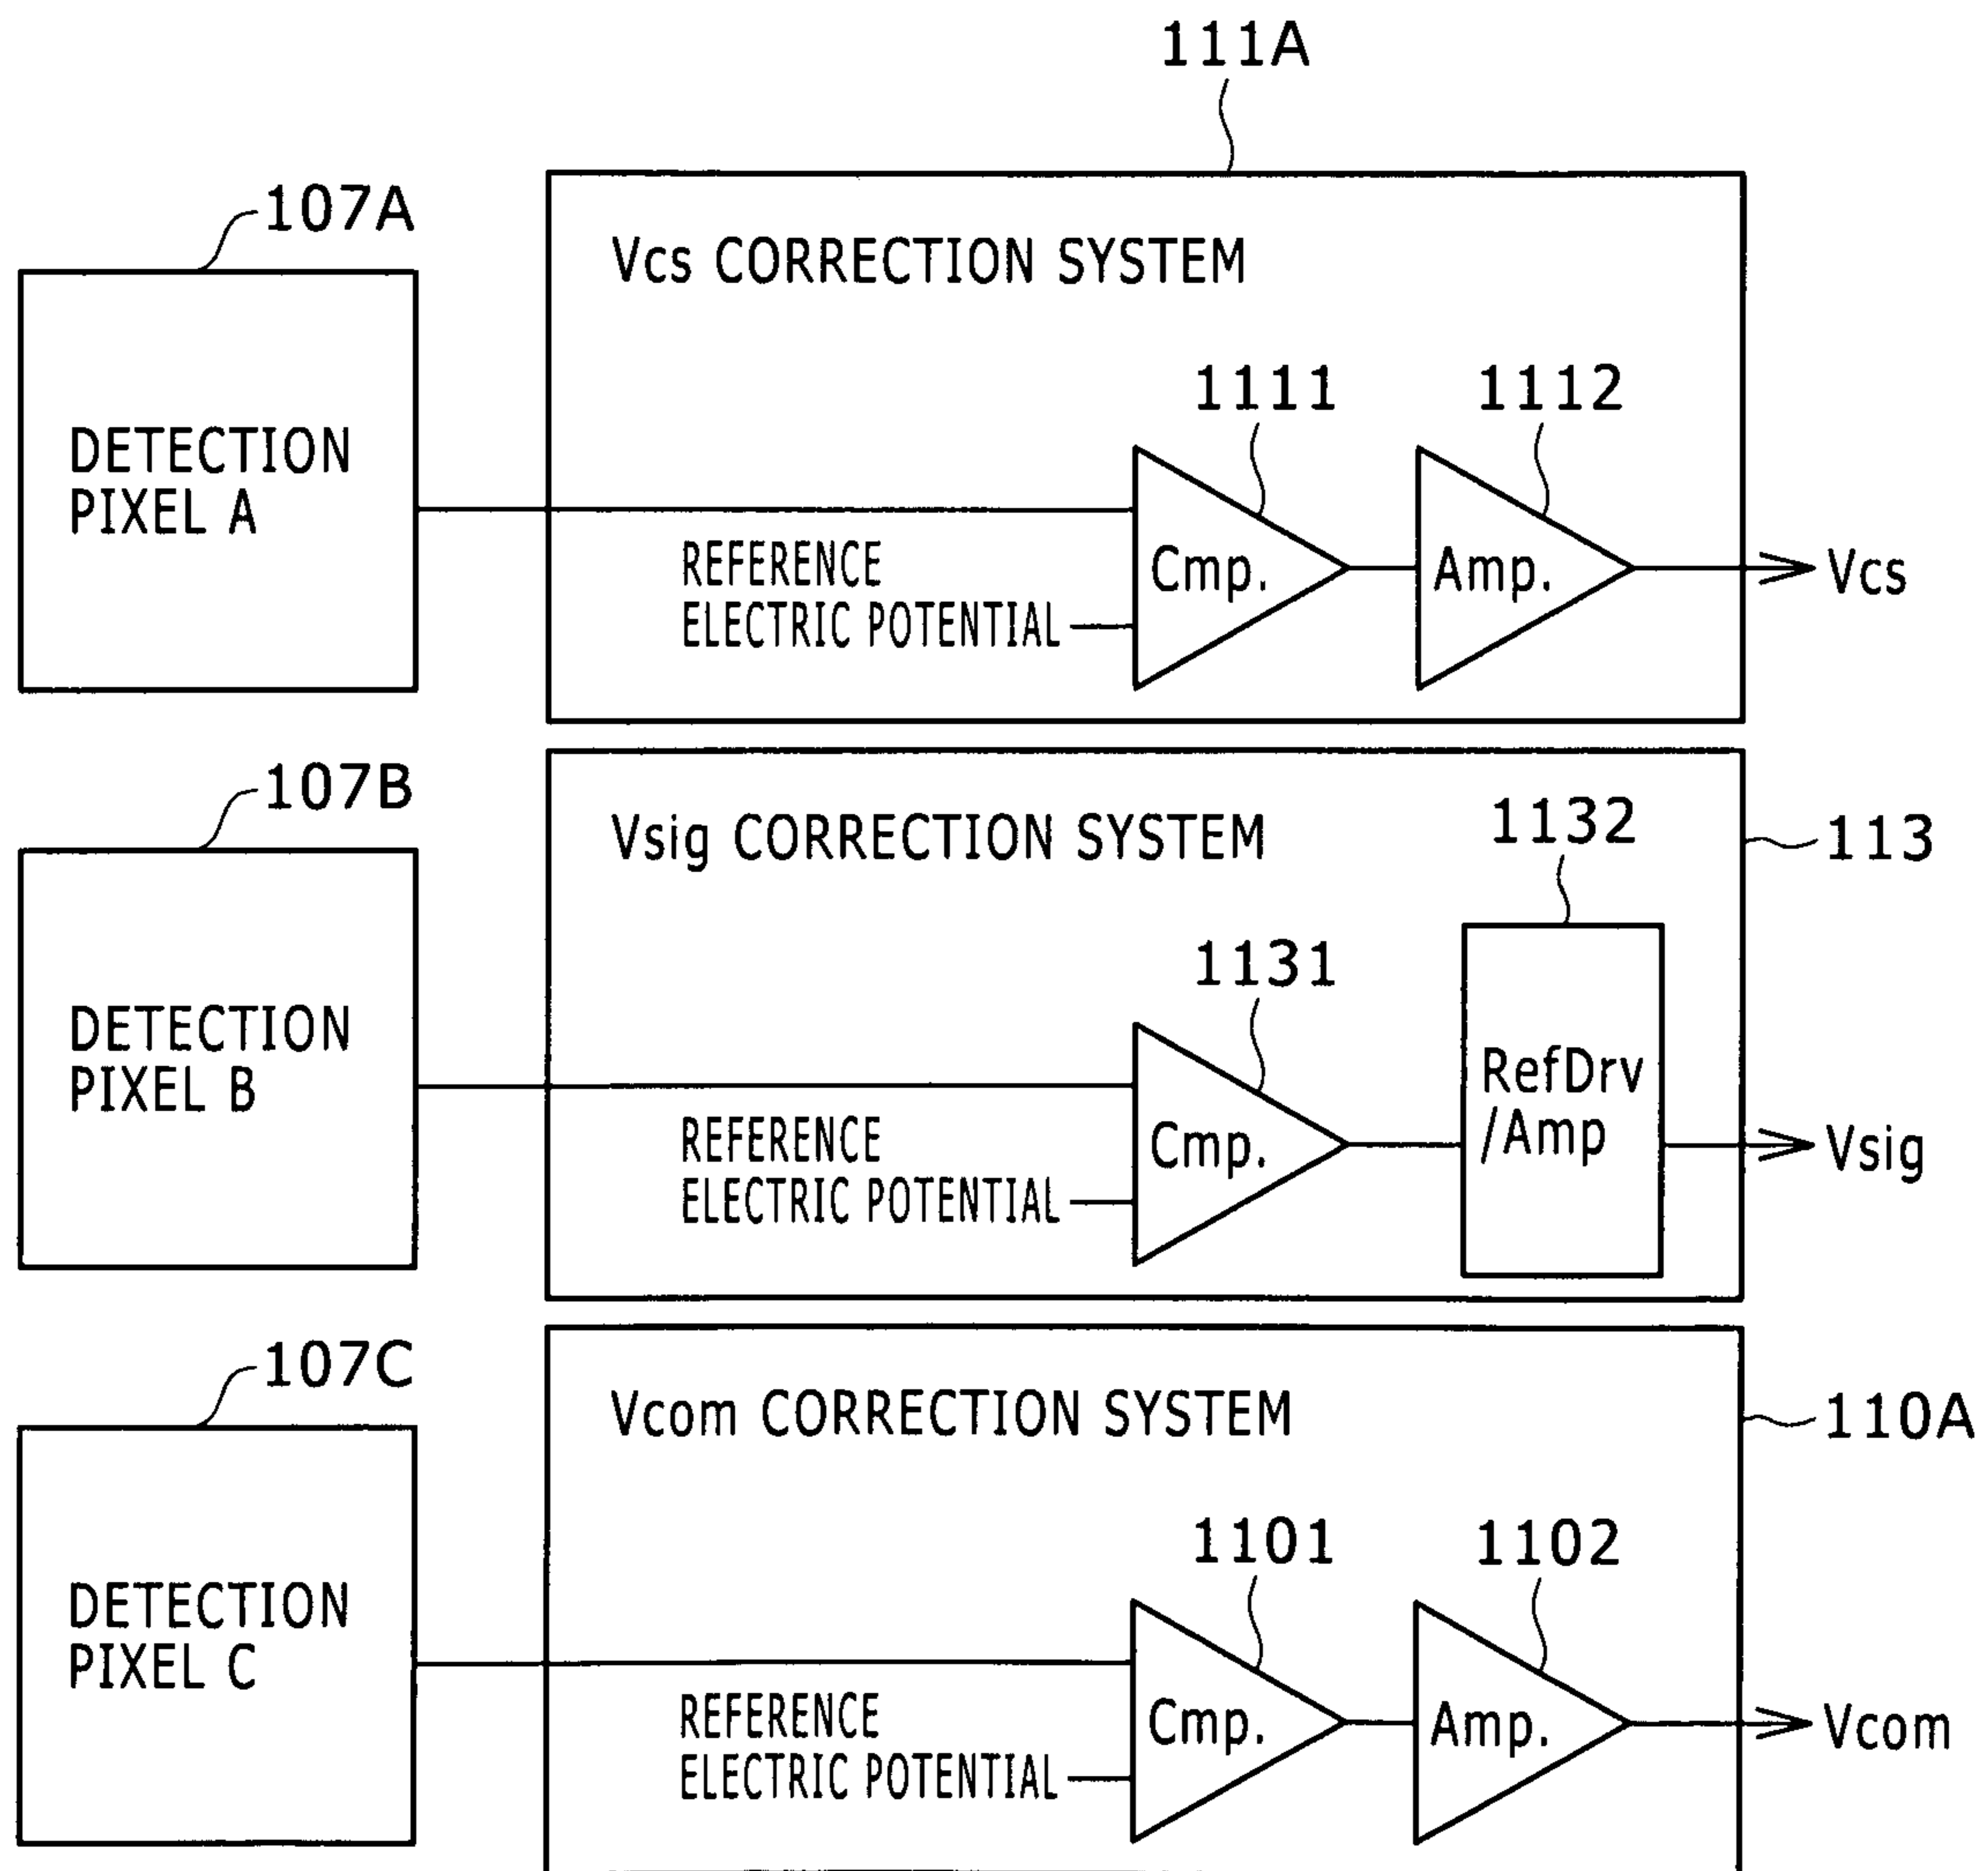 111A
107A
Vcs CORRECTION SYSTEM
1111
1112
DETECTION
PIXEL A
REFERENCE
ELECTRIC POTENTIAL
Cmp.
Amp.
Vcs
107B
Vsig CORRECTION SYSTEM
1132
113
1131
DETECTION
PIXEL B
REFERENCE
ELECTRIC POTENTIAL
Cmp.
RefDrv
/Amp
Vsig
107C
Vcom CORRECTION SYSTEM
110A
1101
1102
DETECTION
PIXEL C
REFERENCE
ELECTRIC POTENTIAL
Cmp.
Amp.
Vcom